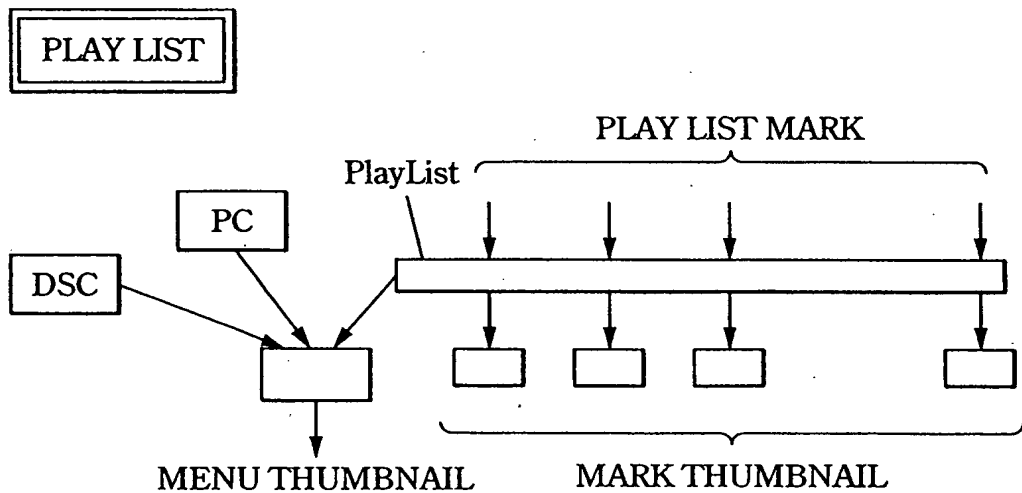 PLAY LIST
PLAY LIST MARK
PlayList
PC
DSC
MENU THUMBNAIL
MARK THUMBNAIL